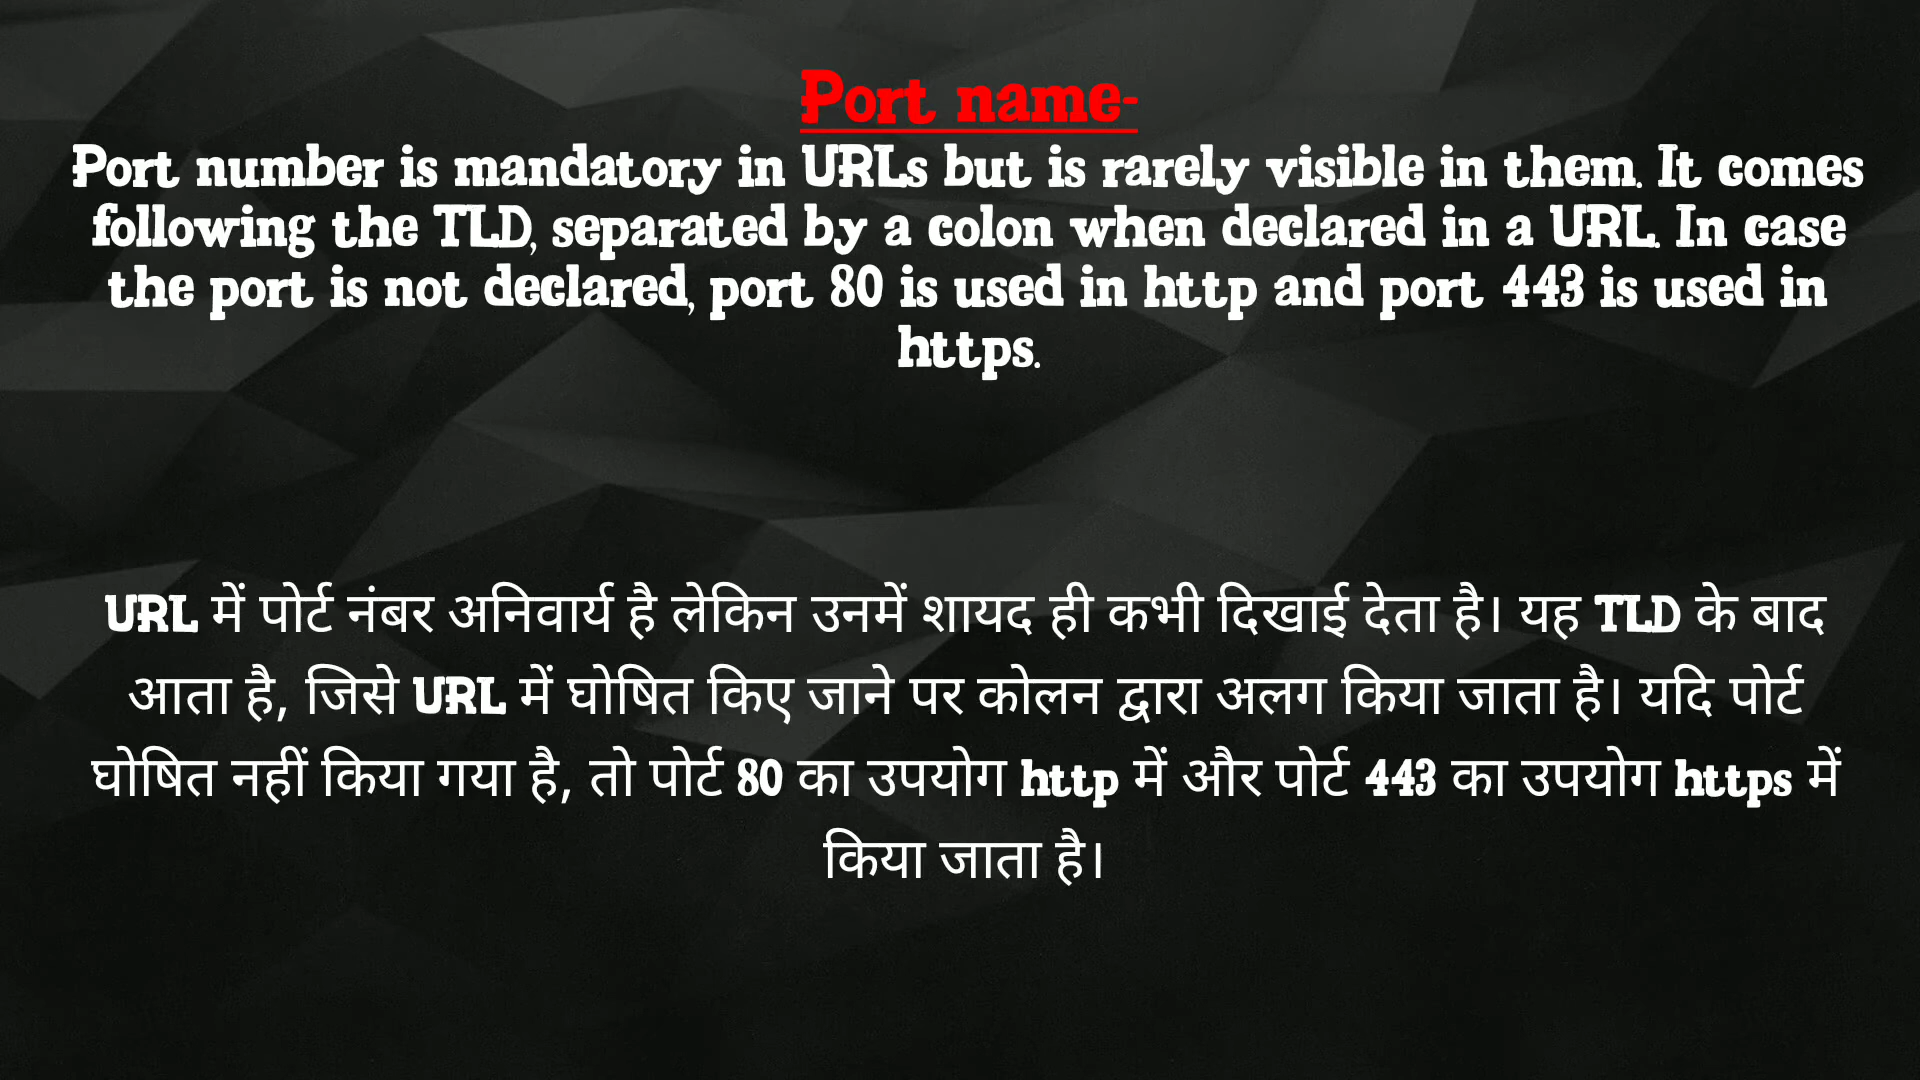 Port name-
Port number is mandatory in URLs but is rarely visible in them. It comes
following the TLD, separated by a colon when declared in a URL. In case
the port is not declared, port 80 is used in http and port 443 is used in
https.
URL में पोर्ट नंबर अनिवार्य है लेकिन उनमें शायद ही कभी दिखाई देता है। यह TLD के बाद
आता है, जिसे URL में घोषित किए जाने पर कोलन द्वारा अलग किया जाता है। यदि पोर्ट
घोषित नहीं किया गया है, तो पोर्ट 80 का उपयोग http में और पोर्ट 443 का उपयोग https में
किया जाता है।